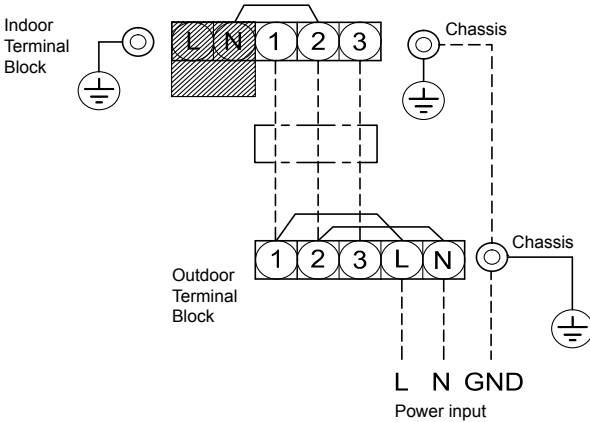 Indoor
Terminal
Block
L N 1 2 3
Chassis
Chassis
1 2 3 L N
Outdoor
Terminal
Block
L N GND
Power input